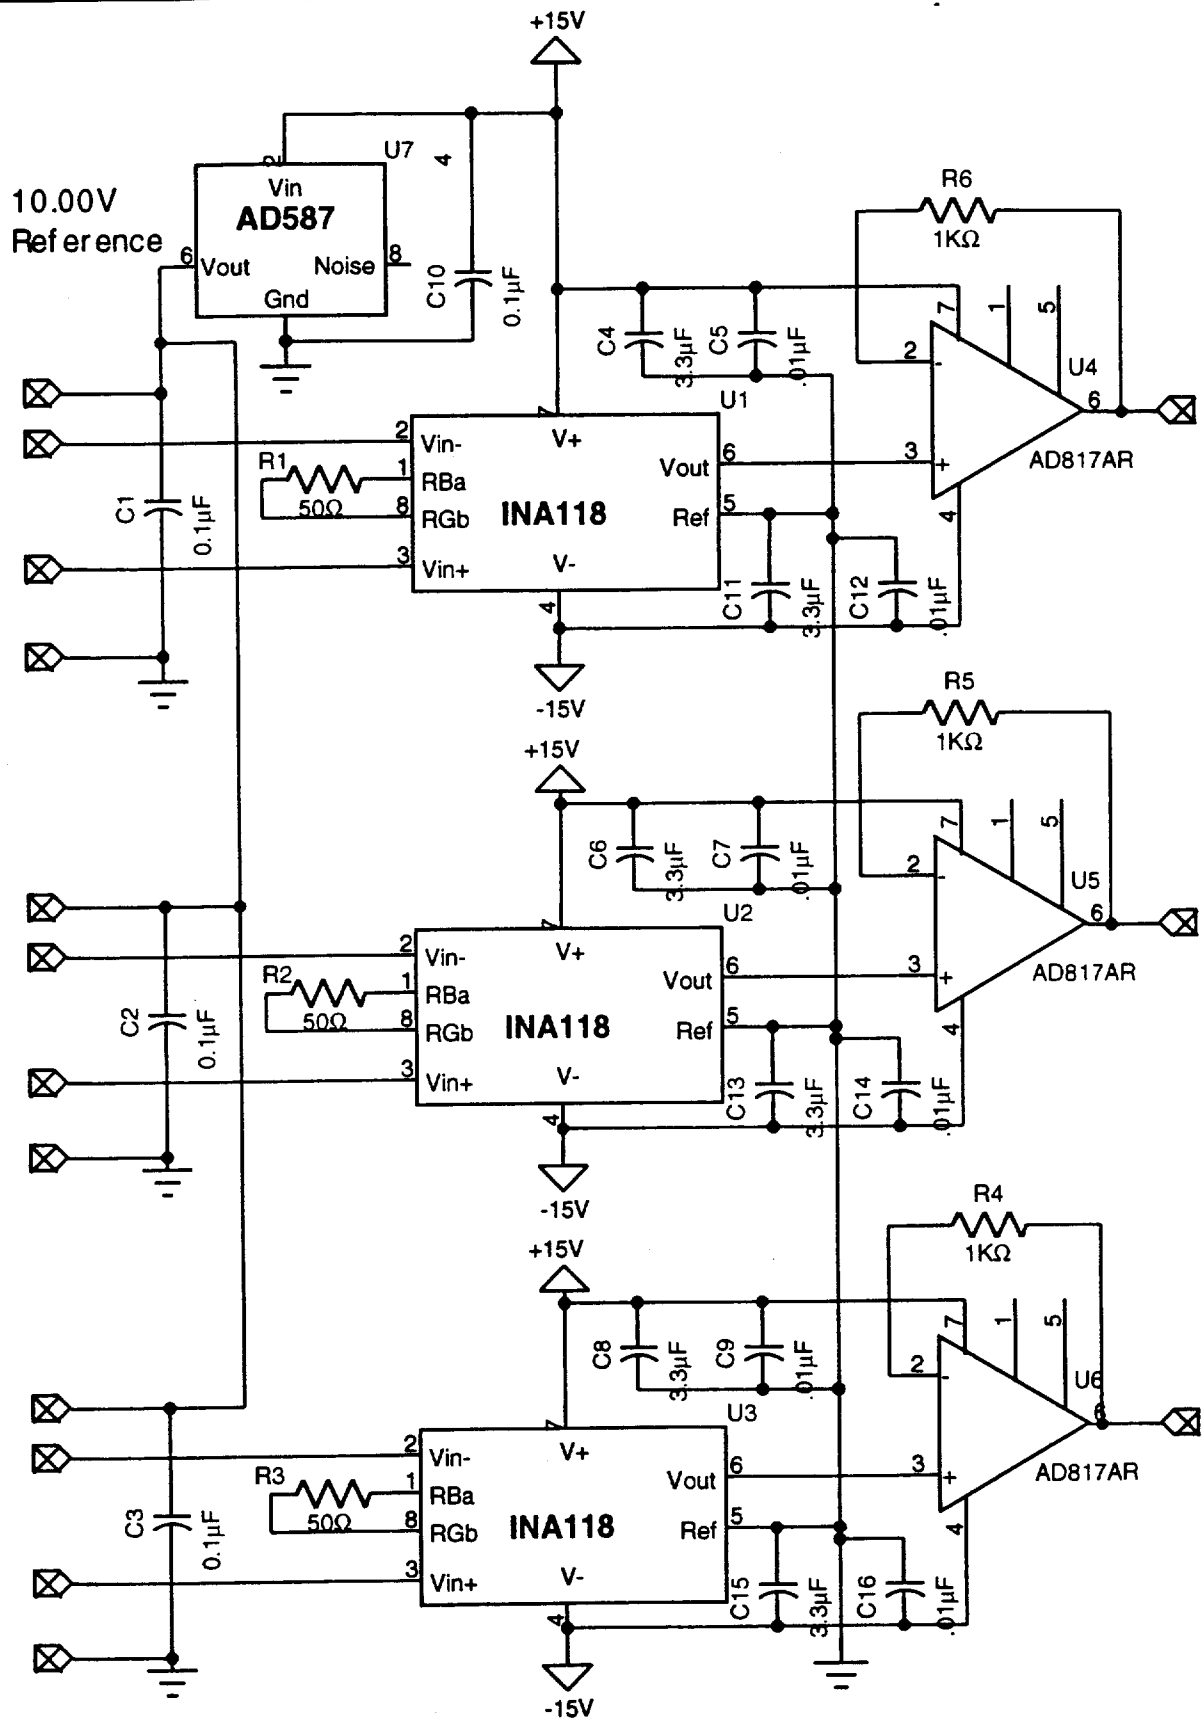 +15V
U7
4
2
Vin
AD587
10.00V
Reference
6
Vout
Noise
8
Gnd
C10
0.1µF
R6
1KΩ
C4
3.3µF
C5
.01µF
7
1
5
2
-
U4
6
3
+
AD817AR
4
U1
7
V+
2
Vin-
R1
1
RBa
50Ω
8
RGb
INA118
Vout
6
Ref
5
3
Vin+
V-
4
C1
0.1µF
C11
3.3µF
C12
.01µF
-15V
+15V
R5
1KΩ
C6
3.3µF
C7
.01µF
7
1
5
2
-
U5
6
3
+
AD817AR
4
U2
7
V+
2
Vin-
R2
1
RBa
50Ω
8
RGb
INA118
Vout
6
Ref
5
3
Vin+
V-
4
C2
0.1µF
C13
3.3µF
C14
.01µF
-15V
+15V
R4
1KΩ
C8
3.3µF
C9
.01µF
7
1
5
2
-
U6
6
3
+
AD817AR
4
U3
7
V+
2
Vin-
R3
1
RBa
50Ω
8
RGb
INA118
Vout
6
Ref
5
3
Vin+
V-
4
C3
0.1µF
C15
3.3µF
C16
.01µF
-15V